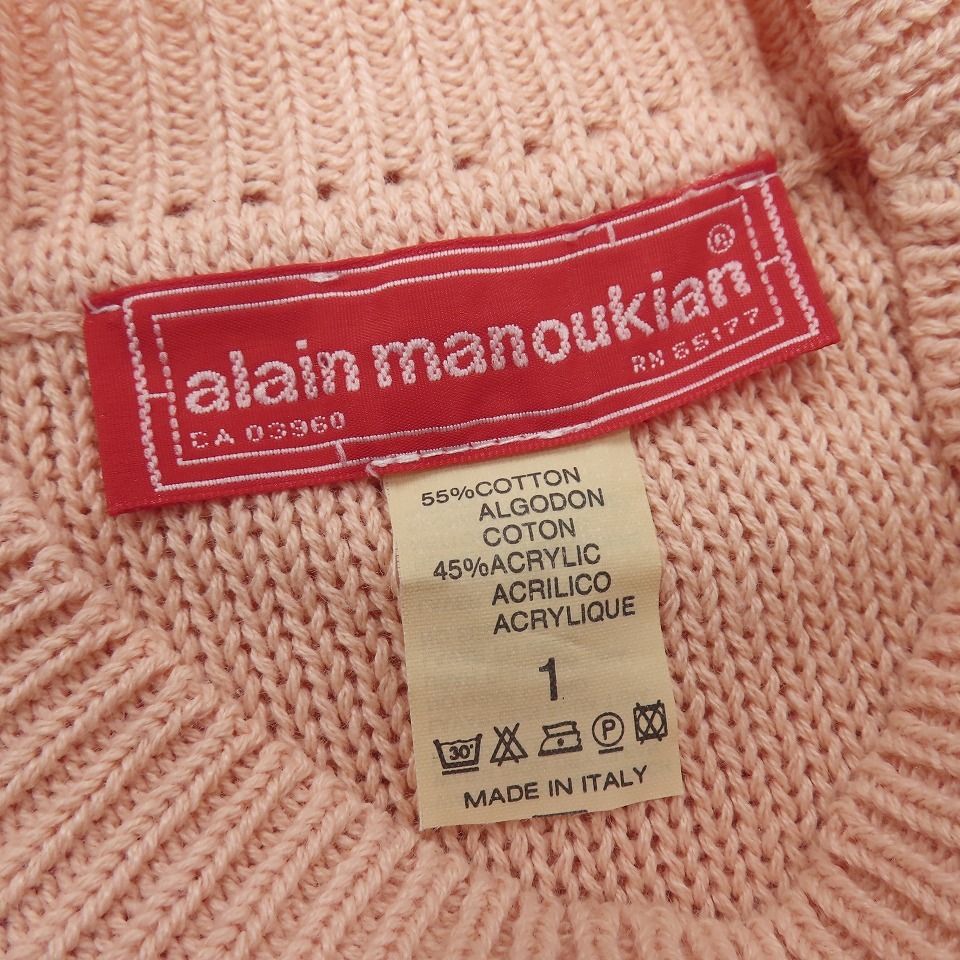 alain manoukian ®
CA 03960
RN 65177
55%COTTON
ALGODON
COTON
45%ACRYLIC
ACRILICO
ACRYLIQUE
1
30°
P
MADE IN ITALY